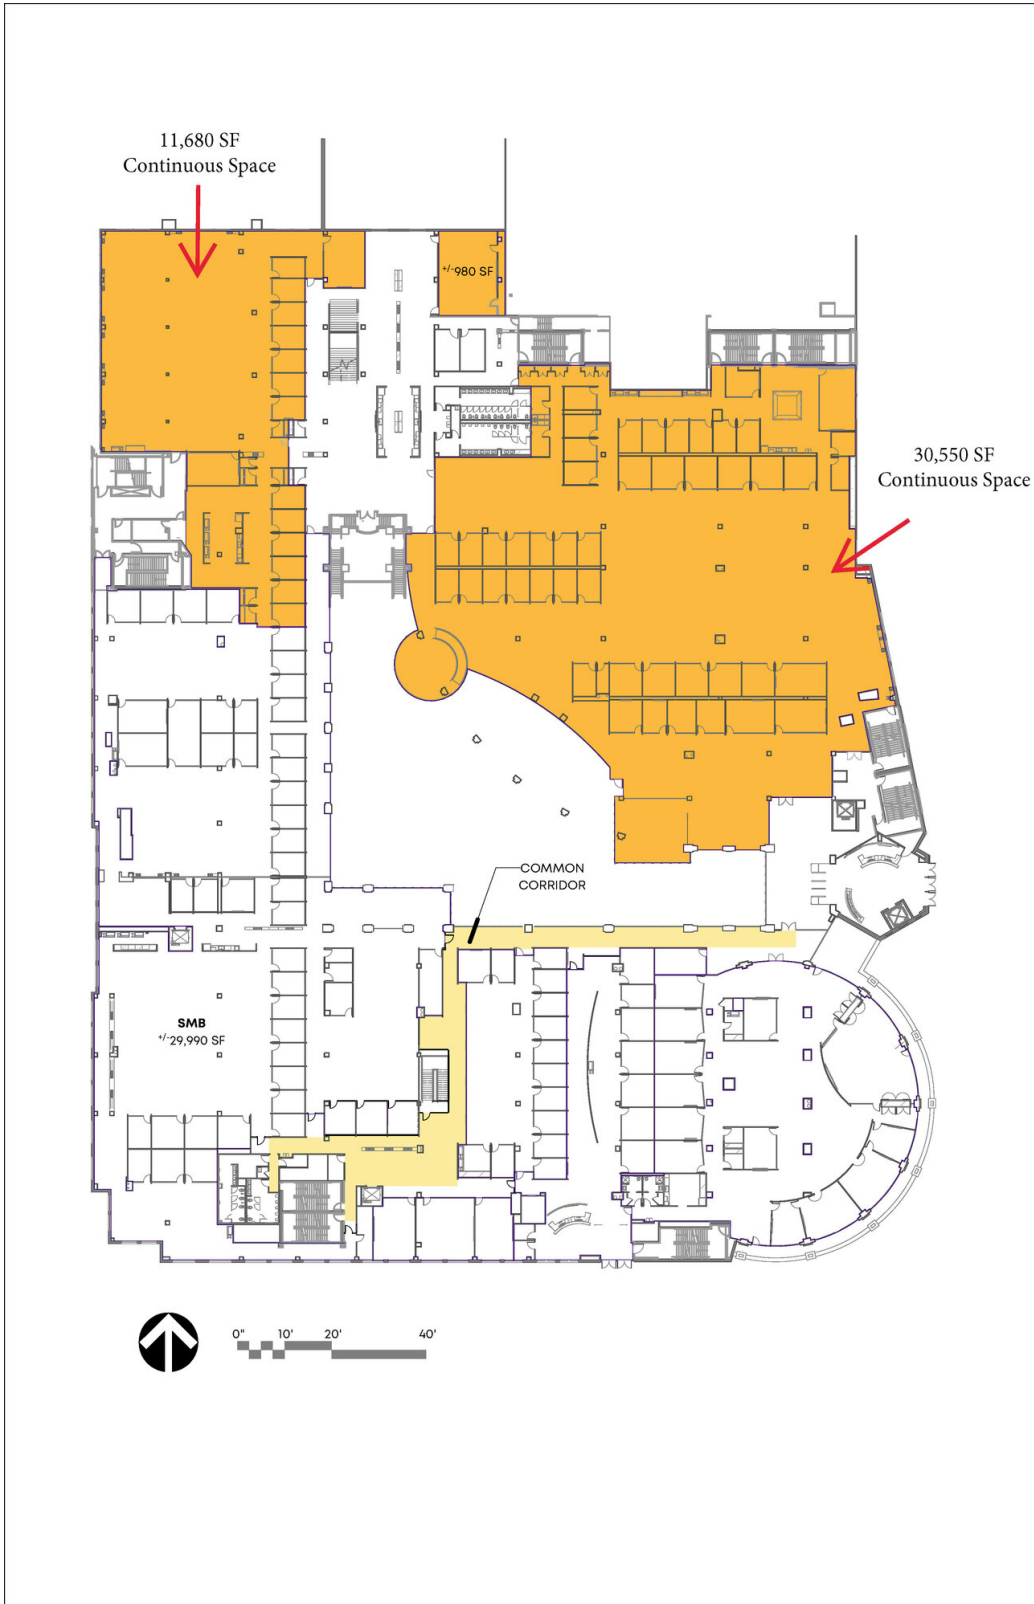 11,680 SF
Continuous Space
+/-980 SF
30,550 SF
Continuous Space
COMMON
CORRIDOR
SMB
+/-29,990 SF
0" 10' 20' 40'